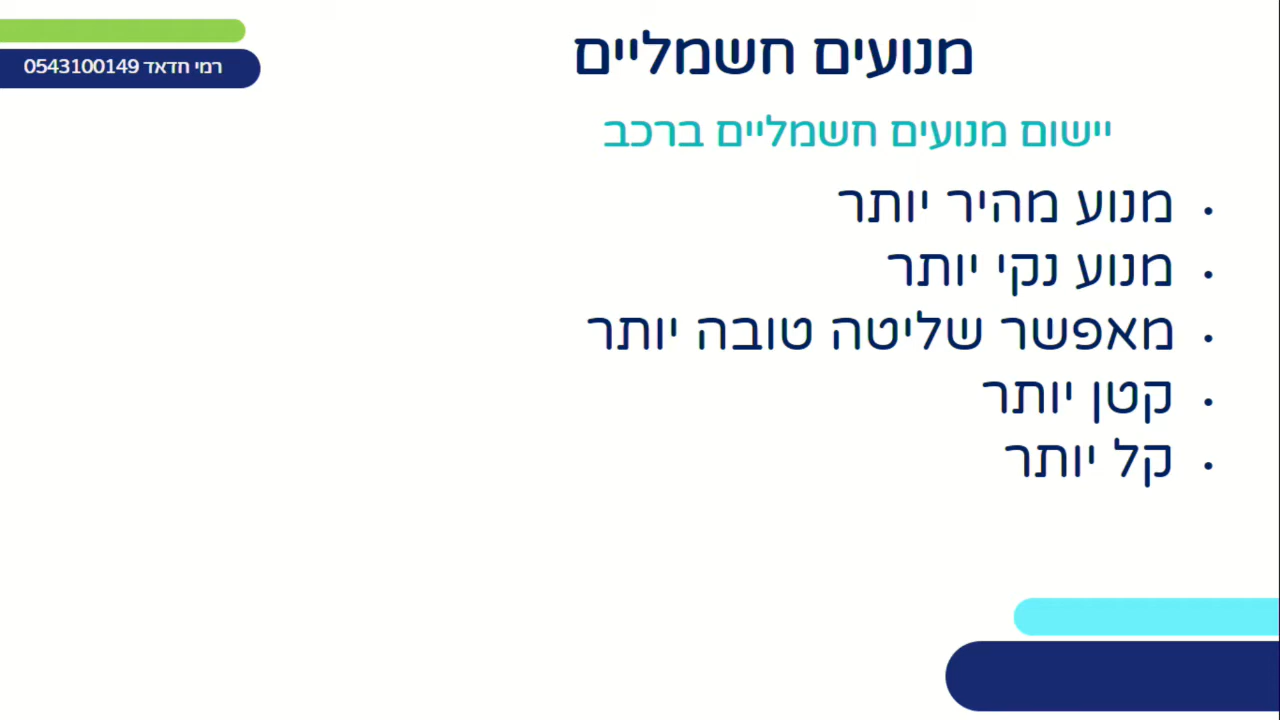 מנועים חשמליים
רמי חדאד 0543100149
יישום מנועים חשמליים ברכב
• מנוע מהיר יותר
• מנוע נקי יותר
• מאפשר שליטה טובה יותר
• קטן יותר
• קל יותר